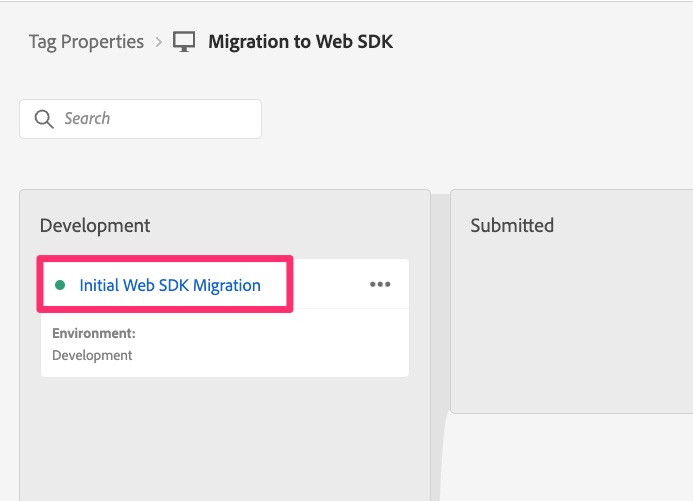 Tag Properties > Migration to Web SDK
Search
Development
Submitted
Initial Web SDK Migration
Environment:
Development